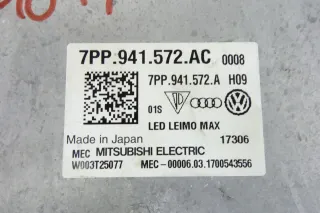 7PP.941.572.AC 0008
7PP.941.572.A H09
01S
LED LEIMO MAX
Made in Japan 17306
MEC MITSUBISHI ELECTRIC
W003T25077 MEC-00006.03.1700543556